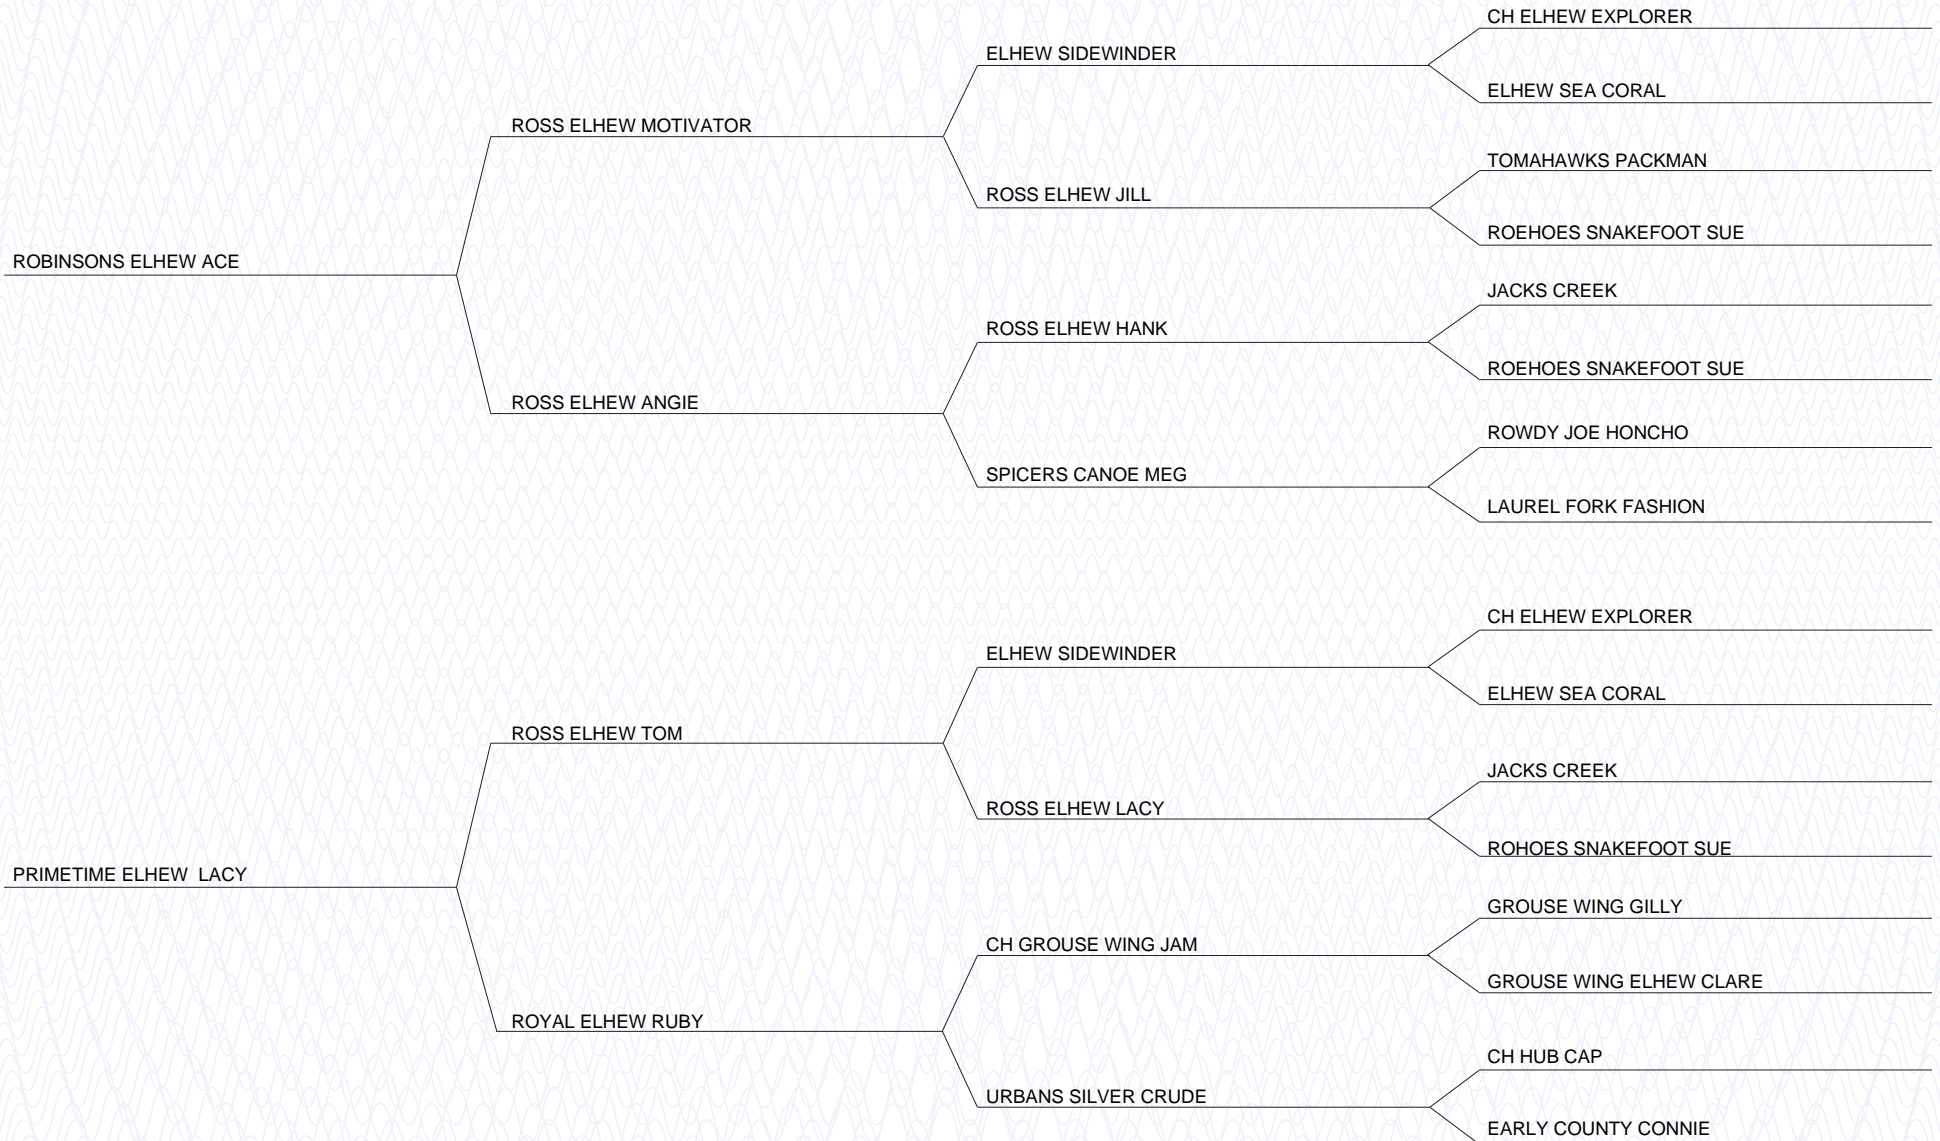 CH ELHEW EXPLORER
ELHEW SIDEWINDER
ELHEW SEA CORAL
ROSS ELHEW MOTIVATOR
TOMAHAWKS PACKMAN
ROSS ELHEW JILL
ROEHOES SNAKEFOOT SUE
ROBINSONS ELHEW ACE
JACKS CREEK
ROSS ELHEW HANK
ROEHOES SNAKEFOOT SUE
ROSS ELHEW ANGIE
ROWDY JOE HONCHO
SPICERS CANOE MEG
LAUREL FORK FASHION
CH ELHEW EXPLORER
ELHEW SIDEWINDER
ELHEW SEA CORAL
ROSS ELHEW TOM
JACKS CREEK
ROSS ELHEW LACY
ROHOES SNAKEFOOT SUE
PRIMETIME ELHEW  LACY
GROUSE WING GILLY
CH GROUSE WING JAM
GROUSE WING ELHEW CLARE
ROYAL ELHEW RUBY
CH HUB CAP
URBANS SILVER CRUDE
EARLY COUNTY CONNIE